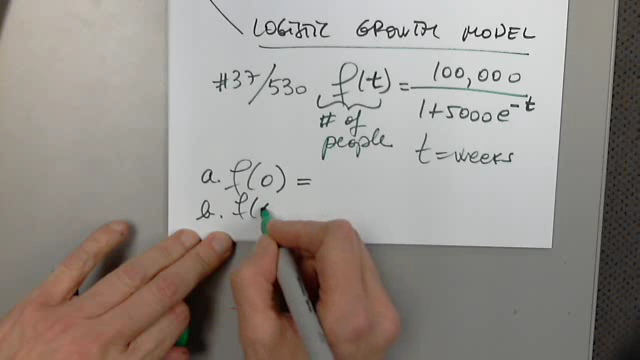 LOGISTIC GROWTH MODEL
#37/530 f(t) = 100,000 / 1+5000e^-t
# of people
t = weeks
a. f(0) =
b. f(